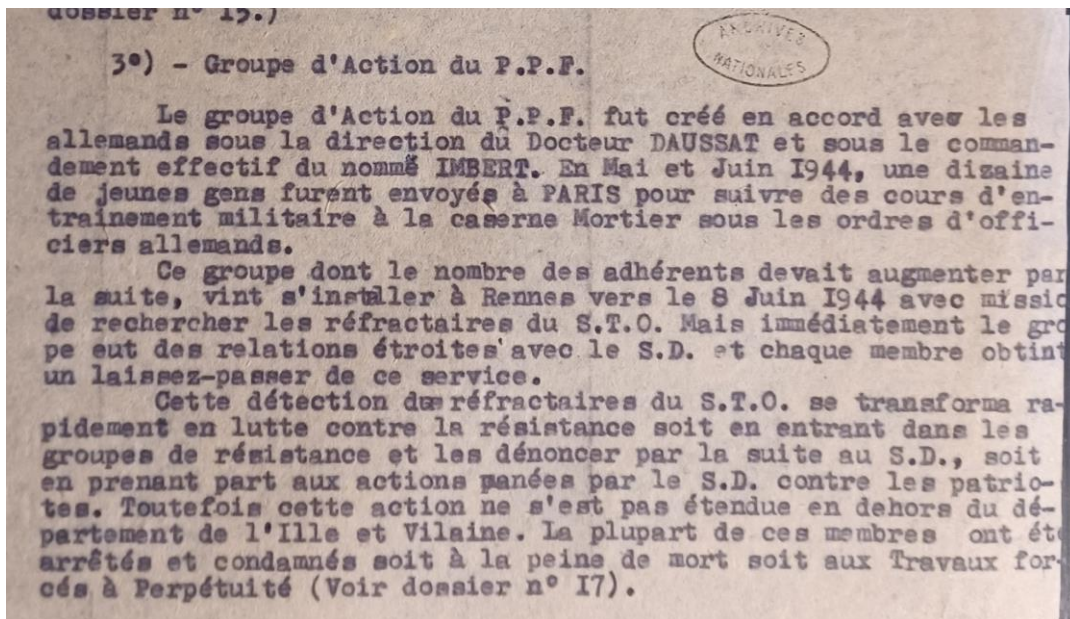 dossier n° 15.)
ARCHIVES
NATIONALES
3°) - Groupe d'Action du P.P.F.
Le groupe d'Action du P.P.F. fut créé en accord avec les
allemands sous la direction du Docteur DAUSSAT et sous le comman-
dement effectif du nommé IMBERT. En Mai et Juin I944, une dizaine
de jeunes gens furent envoyés à PARIS pour suivre des cours d'en-
trainement militaire à la caserne Mortier sous les ordres d'offi-
ciers allemands.
Ce groupe dont le nombre des adhérents devait augmenter par
la suite, vint s'installer à Rennes vers le 8 Juin I944 avec missio
de rechercher les réfractaires du S.T.O. Mais immédiatement le gro
pe eut des relations étroites avec le S.D. et chaque membre obtint
un laissez-passer de ce service.
Cette détection des réfractaires du S.T.O. se transforma ra-
pidement en lutte contre la résistance soit en entrant dans les
groupes de résistance et les dénoncer par la suite au S.D., soit
en prenant part aux actions manées par le S.D. contre les patrio-
tes. Toutefois cette action ne s'est pas étendue en dehors du dé-
partement de l'Ille et Vilaine. La plupart de ces membres ont été
arrêtés et condamnés soit à la peine de mort soit aux Travaux for-
cés à Perpétuité (Voir dossier n° I7).